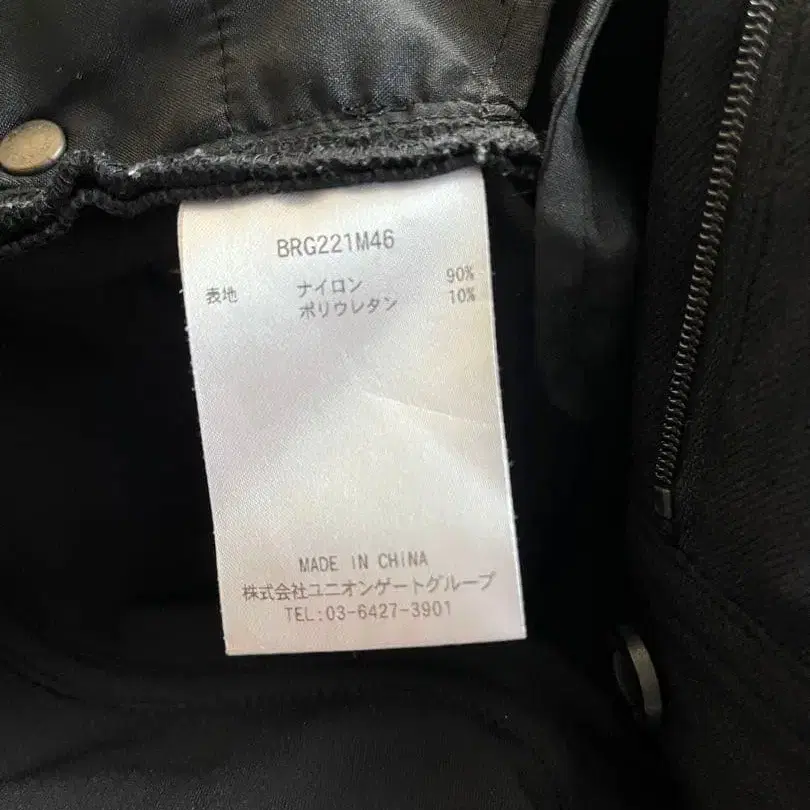 BRG221M46
表地 ナイロン 90%
ポリウレタン 10%
MADE IN CHINA
株式会社ユニオンゲートグループ
TEL:03-6427-3901